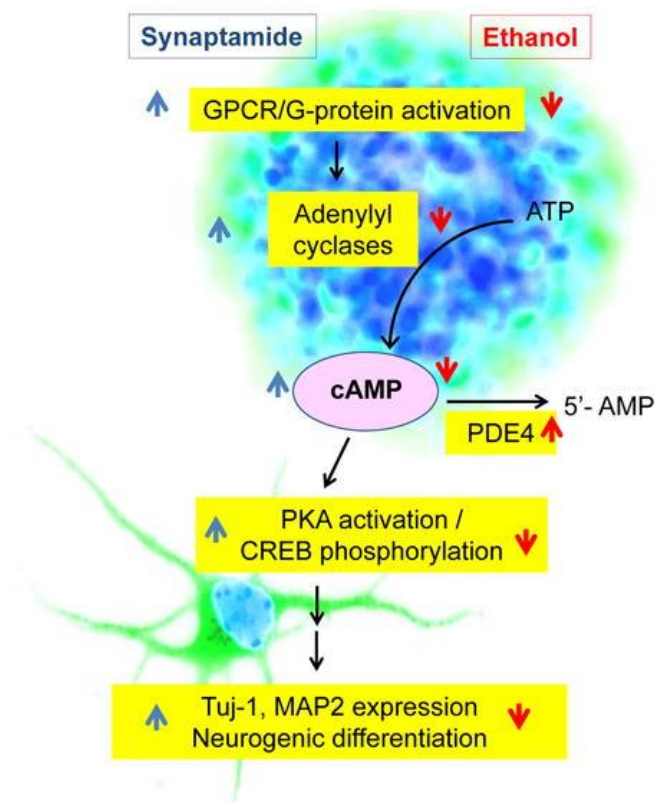 Synaptamide
Ethanol
GPCR/G-protein activation
Adenylyl
cyclases
ATP
cAMP
5’- AMP
PDE4
PKA activation /
CREB phosphorylation
Tuj-1, MAP2 expression
Neurogenic differentiation